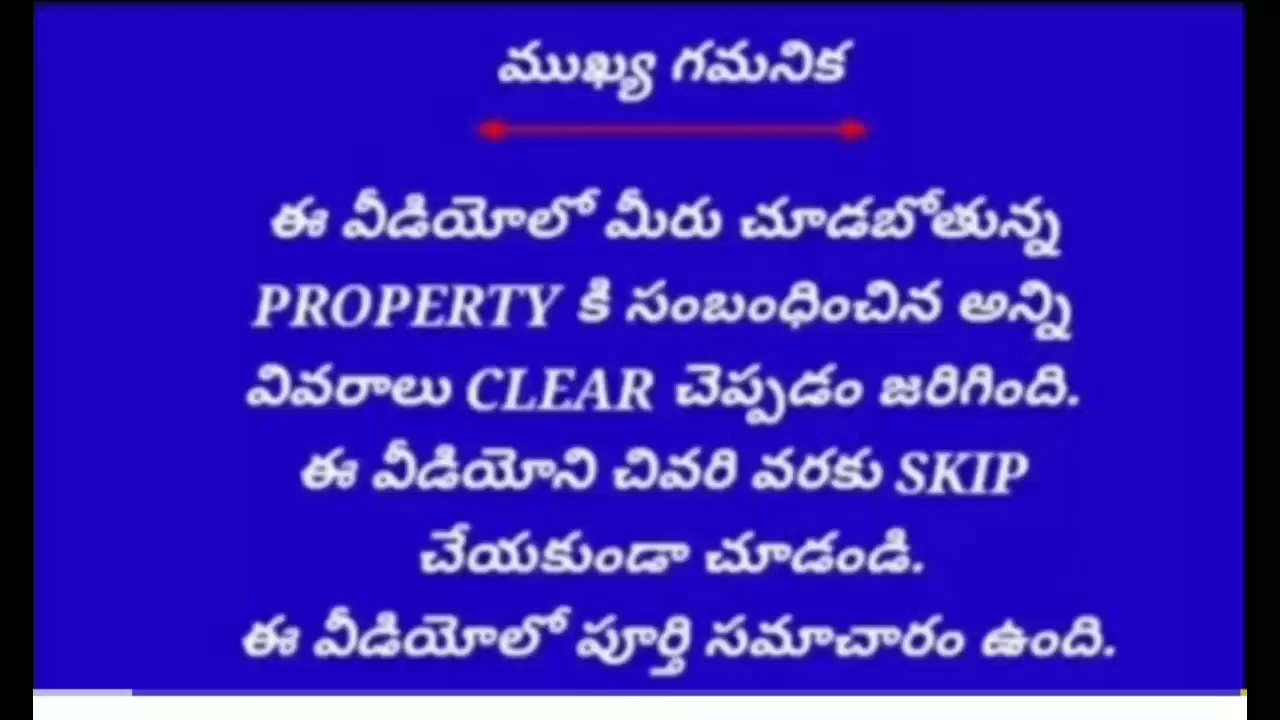 ముఖ్య గమనిక
ఈ వీడియోలో మీరు చూడబోతున్న
PROPERTY కి సంబంధించిన అన్ని
వివరాలు CLEAR చెప్పడం జరిగింది.
ఈ వీడియోని చివరి వరకు SKIP
చేయకుండా చూడండి.
ఈ వీడియోలో పూర్తి సమాచారం ఉంది.